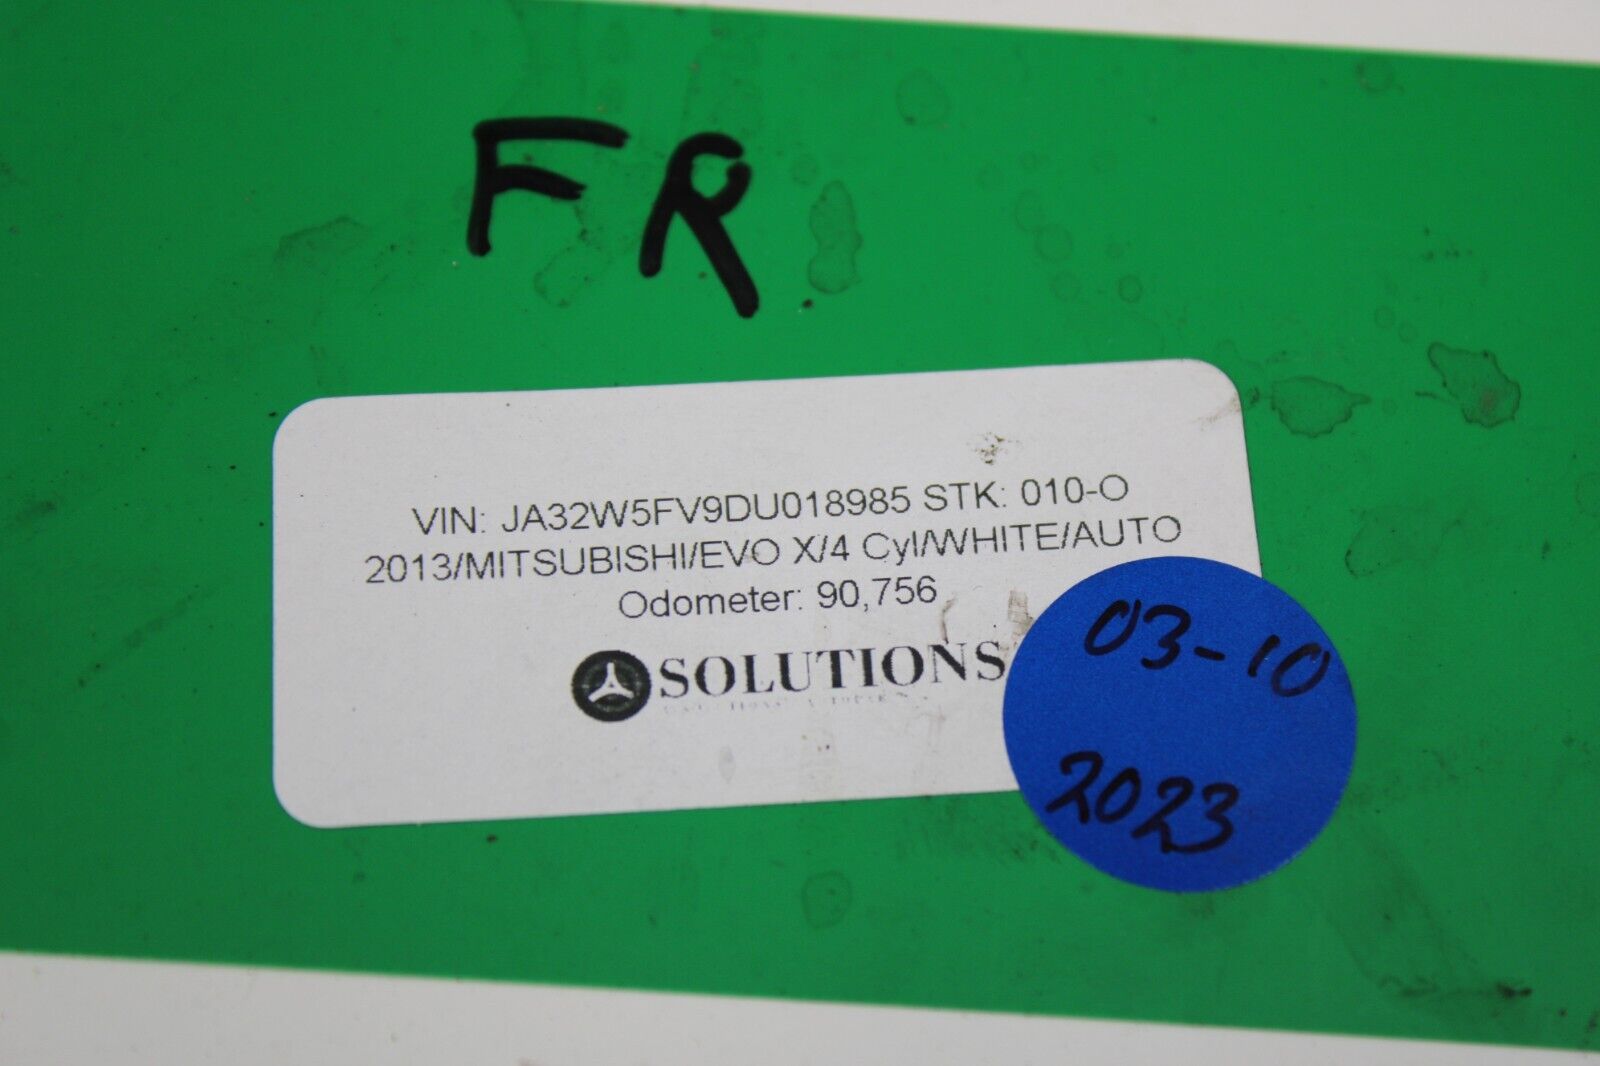 FR
VIN: JA32W5FV9DU018985 STK: 010-O
2013/MITSUBISHI/EVO X/4 Cyl/WHITE/AUTO
Odometer: 90,756
SOLUTIONS
03-10
2023